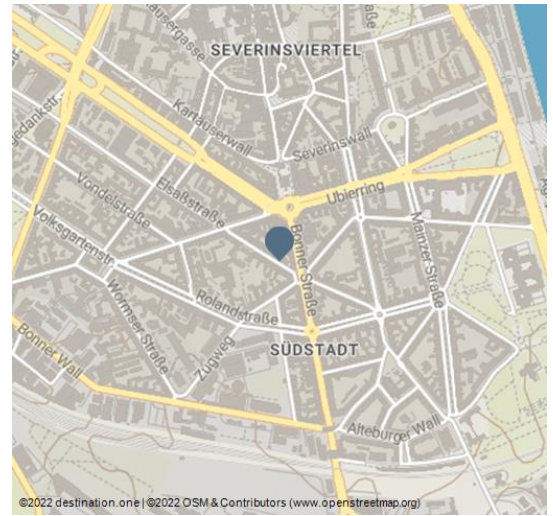 SEVERINSVIERTEL
Kartäuserwall
Severinswall
Ubierring
Vondelstraße
Elsaßstraße
Volksgartenstr.
Bonner Straße
Mainzer Straße
Rolandstraße
Wormser Straße
Zugweg
SÜDSTADT
Bonner Wall
Alteburger Wall
©2022 destination.one | ©2022 OSM & Contributors (www.openstreetmap.org)